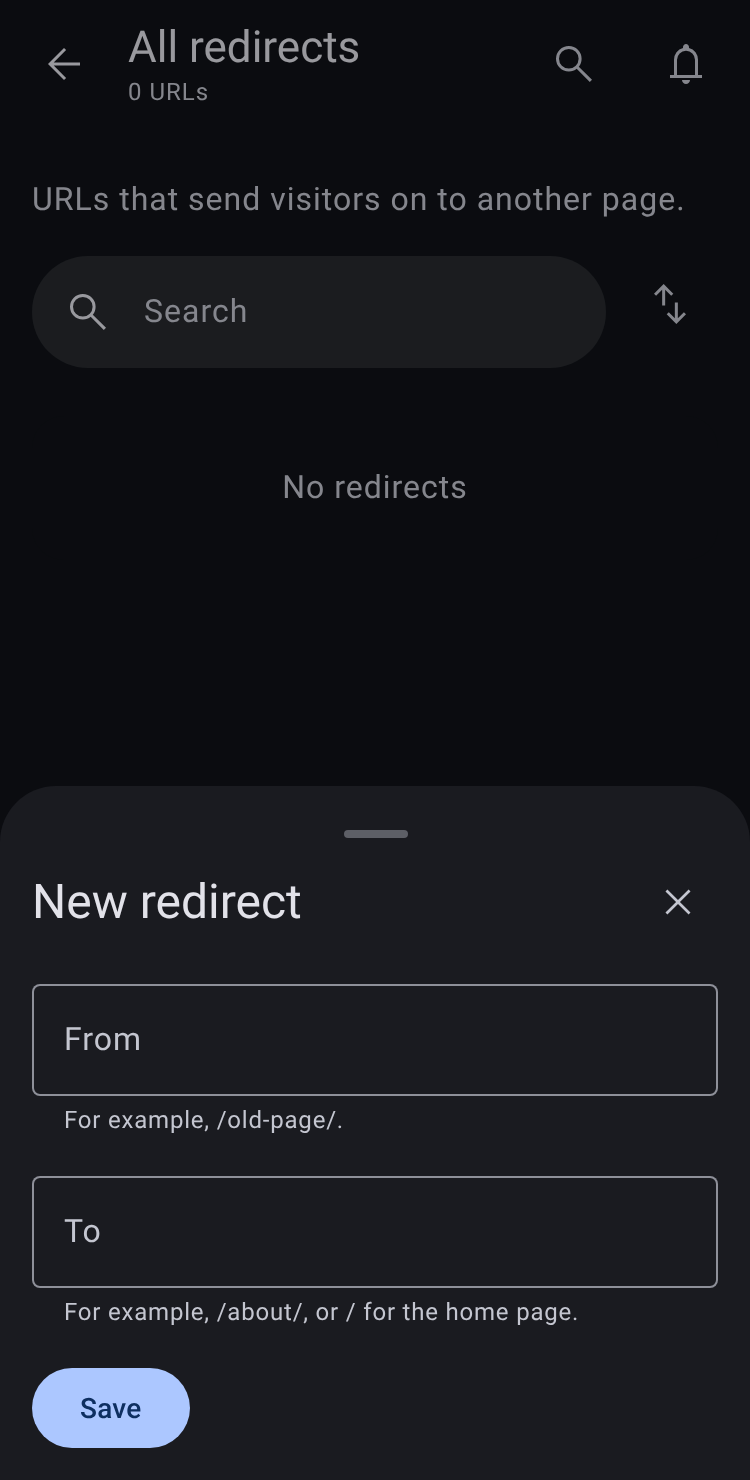 All redirects
0 URLs
URLs that send visitors on to another page.
Search
No redirects
New redirect
From
For example, /old-page/.
To
For example, /about/, or / for the home page.
Save